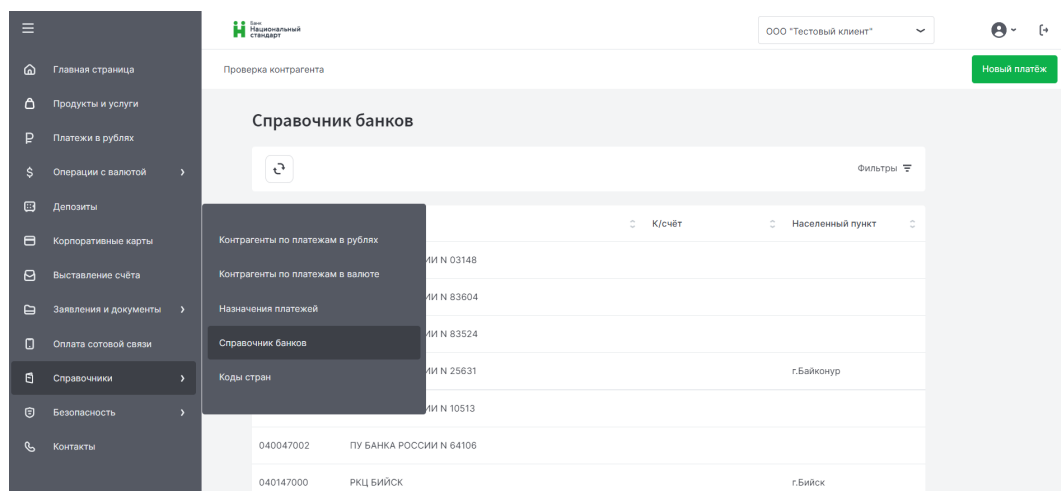 Банк
Национальный
стандарт
ООО "Тестовый клиент"
Главная страница
Проверка контрагента
Новый платёж
Продукты и услуги
Справочник банков
Платежи в рублях
Операции с валютой
Фильтры
Депозиты
К/счёт
Населенный пункт
Корпоративные карты
Контрагенты по платежам в рублях
ИИ N 03148
Выставление счёта
Контрагенты по платежам в валюте
ИИ N 83604
Заявления и документы
Назначения платежей
ИИ N 83524
Оплата сотовой связи
Справочник банков
Справочники
Коды стран
ИИ N 25631
г.Байконур
Безопасность
ИИ N 10513
Контакты
040047002
ПУ БАНКА РОССИИ N 64106
040147000
РКЦ БИЙСК
г.Бийск